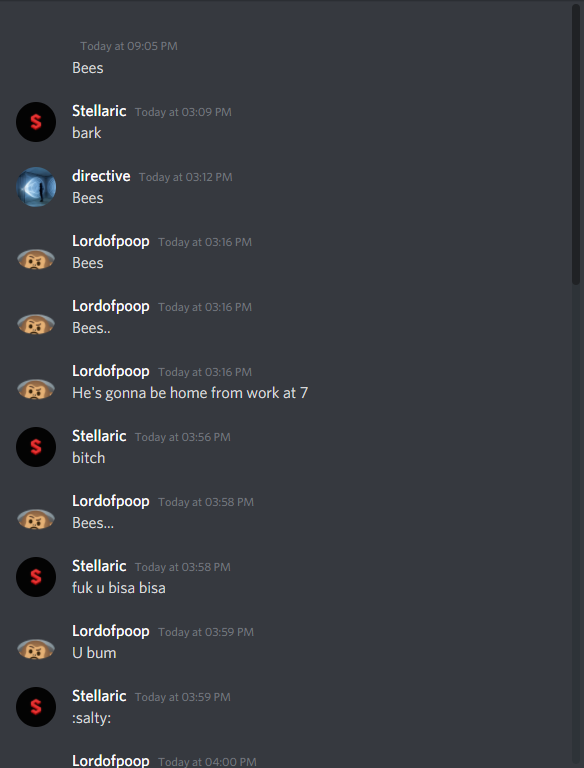 Today at 09:05 PM
Bees
$
Stellaric Today at 03:09 PM
bark
directive Today at 03:12 PM
Bees
Lordofpoop Today at 03:16 PM
Bees
Lordofpoop Today at 03:16 PM
Bees..
Lordofpoop Today at 03:16 PM
He's gonna be home from work at 7
$
Stellaric Today at 03:56 PM
bitch
Lordofpoop Today at 03:58 PM
Bees...
$
Stellaric Today at 03:58 PM
fuk u bisa bisa
Lordofpoop Today at 03:59 PM
U bum
$
Stellaric Today at 03:59 PM
:salty:
Lordofpoop Today at 04:00 PM